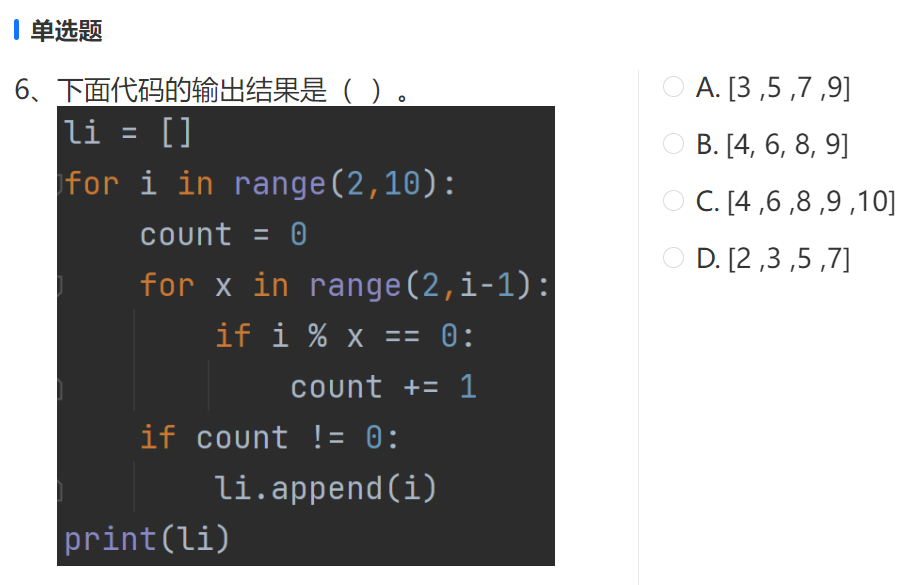 单选题
6、下面代码的输出结果是（ ）。
li = []
for i in range(2,10):
    count = 0
    for x in range(2,i-1):
        if i % x == 0:
            count += 1
    if count != 0:
        li.append(i)
print(li)
A. [3 ,5 ,7 ,9]
B. [4, 6, 8, 9]
C. [4 ,6 ,8 ,9 ,10]
D. [2 ,3 ,5 ,7]